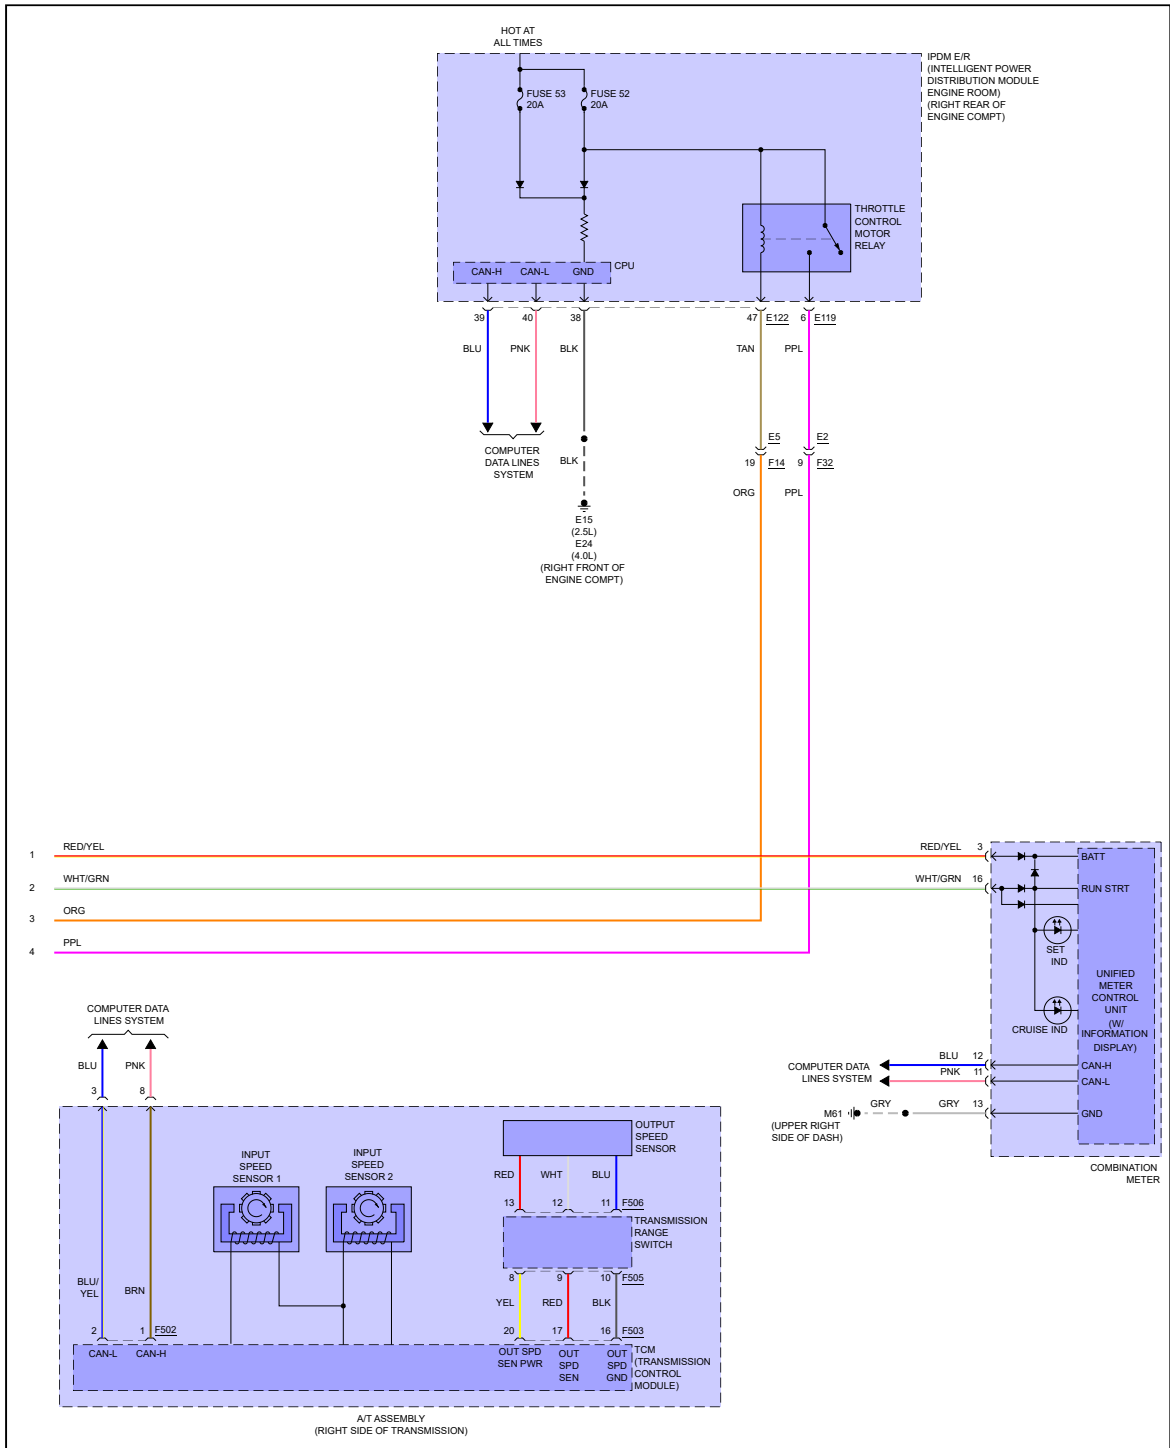 HOT AT
ALL TIMES
IPDM E/R
(INTELLIGENT POWER
DISTRIBUTION MODULE
ENGINE ROOM)
(RIGHT REAR OF
ENGINE COMPT)
FUSE 53
20A
FUSE 52
20A
THROTTLE
CONTROL
MOTOR
RELAY
CPU
CAN-H CAN-L GND
39 40 38 47 E122 6 E119
BLU PNK BLK TAN PPL
E5 E2
COMPUTER
DATA LINES
SYSTEM
BLK
19 F14 9 F32
ORG PPL
E15
(2.5L)
E24
(4.0L)
(RIGHT FRONT OF
ENGINE COMPT)
1 RED/YEL RED/YEL 3
BATT
2 WHT/GRN WHT/GRN 16
RUN STRT
3 ORG
4 PPL
SET
IND
UNIFIED
METER
CONTROL
UNIT
(W/
INFORMATION
DISPLAY)
CRUISE IND
COMPUTER DATA
LINES SYSTEM
BLU 12
CAN-H
PNK 11
CAN-L
M61 GRY GRY 13
GND
(UPPER RIGHT
SIDE OF DASH)
COMBINATION
METER
COMPUTER DATA
LINES SYSTEM
BLU PNK
3 8
OUTPUT
SPEED
SENSOR
INPUT
SPEED
SENSOR 1
INPUT
SPEED
SENSOR 2
RED WHT BLU
13 12 11 F506
TRANSMISSION
RANGE
SWITCH
8 9 10 F505
BLU/
YEL
BRN
YEL RED BLK
2 1 F502
20 17 16 F503
CAN-L CAN-H
OUT SPD
SEN PWR
OUT
SPD
SEN
OUT
SPD
GND
TCM
(TRANSMISSION
CONTROL
MODULE)
A/T ASSEMBLY
(RIGHT SIDE OF TRANSMISSION)